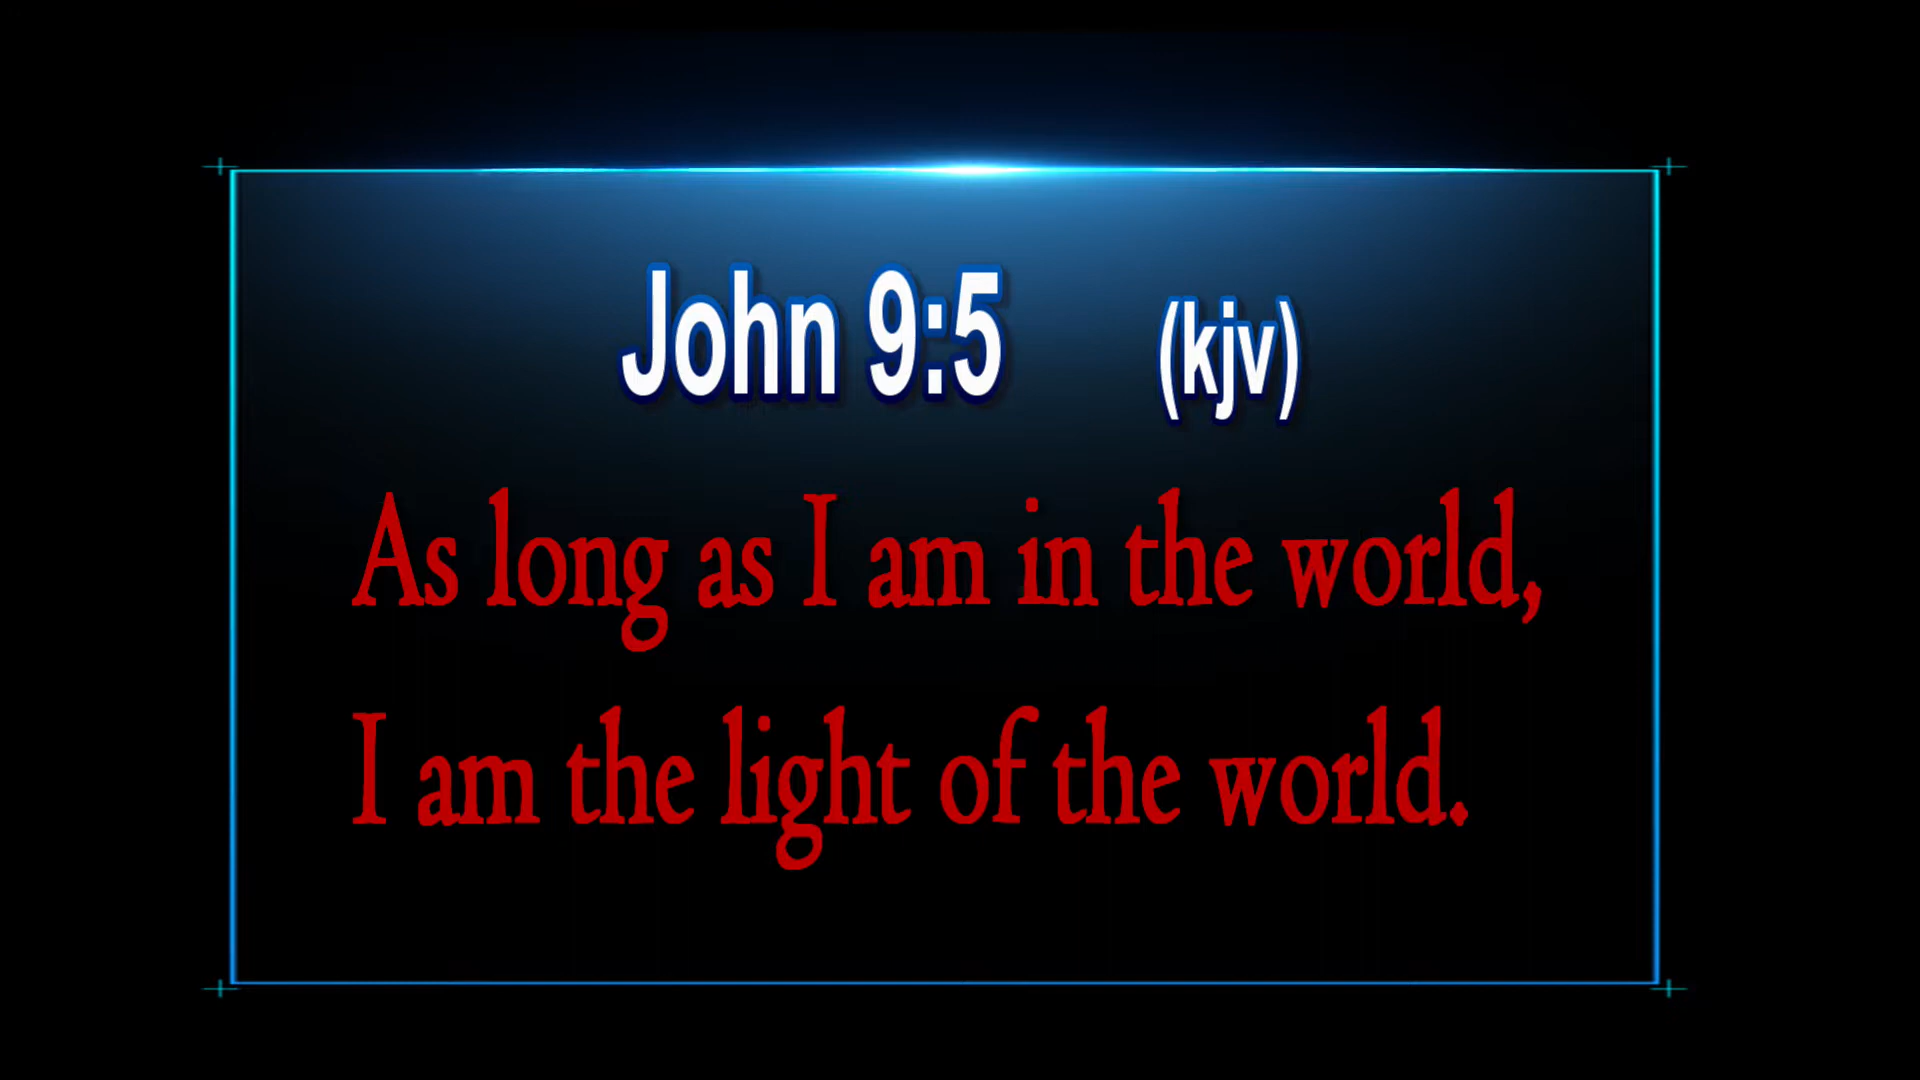 John 9:5 (kjv)
As long as I am in the world,
I am the light of the world.